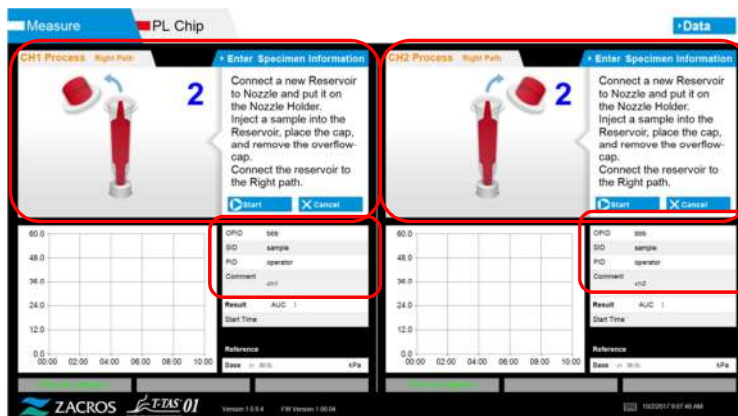 Measure
PL Chip
Data
CH1 Process Right Path
Enter Specimen Information
2
Connect a new Reservoir
to Nozzle and put it on
the Nozzle Holder.
Inject a sample into the
Reservoir, place the cap,
and remove the overflow-
cap.
Connect the reservoir to
the Right path.
Start
Cancel
CH2 Process Right Path
Enter Specimen Information
2
Connect a new Reservoir
to Nozzle and put it on
the Nozzle Holder.
Inject a sample into the
Reservoir, place the cap,
and remove the overflow-
cap.
Connect the reservoir to
the Right path.
Start
Cancel
60.0
48.0
36.0
24.0
12.0
0.0
00:00 02:00 04:00 06:00 08:00 10:00
OPID
SID sample
PID operator
Comment
ch1
Result AUC :
Start Time
Reference
Base kPa
60.0
48.0
36.0
24.0
12.0
0.0
00:00 02:00 04:00 06:00 08:00 10:00
OPID
SID sample
PID operator
Comment
ch2
Result AUC :
Start Time
Reference
Base kPa
ZACROS T-TAS 01
10/2/2017 9:07:46 AM